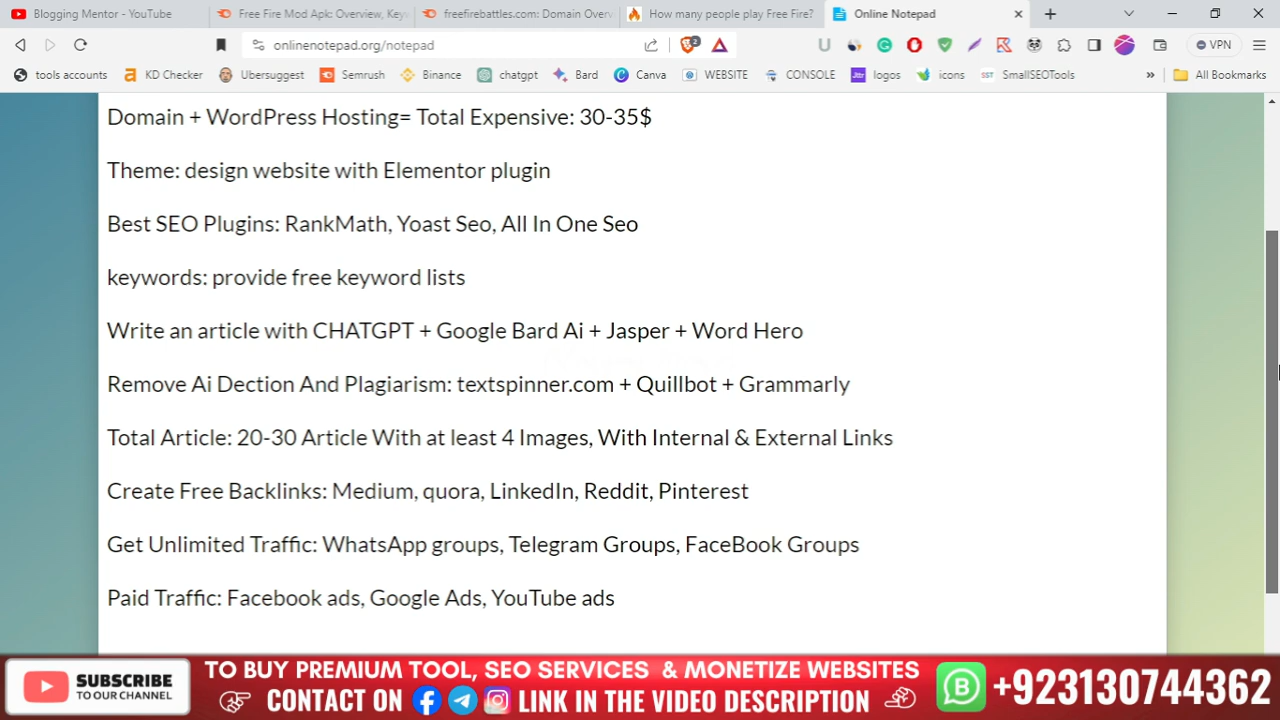 Blogging Mentor - YouTube
Free Fire Mod Apk: Overview, Key
freefirebattles.com: Domain Over
How many people play Free Fire?
Online Notepad
onlinenotepad.org/notepad
2
VPN
tools accounts
KD Checker
Ubersuggest
Semrush
Binance
chatgpt
Bard
Canva
WEBSITE
CONSOLE
logos
icons
SmallSEOTools
All Bookmarks
Domain + WordPress Hosting= Total Expensive: 30-35$
Theme: design website with Elementor plugin
Best SEO Plugins: RankMath, Yoast Seo, All In One Seo
keywords: provide free keyword lists
Write an article with CHATGPT + Google Bard Ai + Jasper + Word Hero
Remove Ai Dection And Plagiarism: textspinner.com + Quillbot + Grammarly
Total Article: 20-30 Article With at least 4 Images, With Internal & External Links
Create Free Backlinks: Medium, quora, LinkedIn, Reddit, Pinterest
Get Unlimited Traffic: WhatsApp groups, Telegram Groups, FaceBook Groups
Paid Traffic: Facebook ads, Google Ads, YouTube ads
SUBSCRIBE
TO OUR CHANNEL
TO BUY PREMIUM TOOL, SEO SERVICES & MONETIZE WEBSITES
CONTACT ON LINK IN THE VIDEO DESCRIPTION
+923130744362